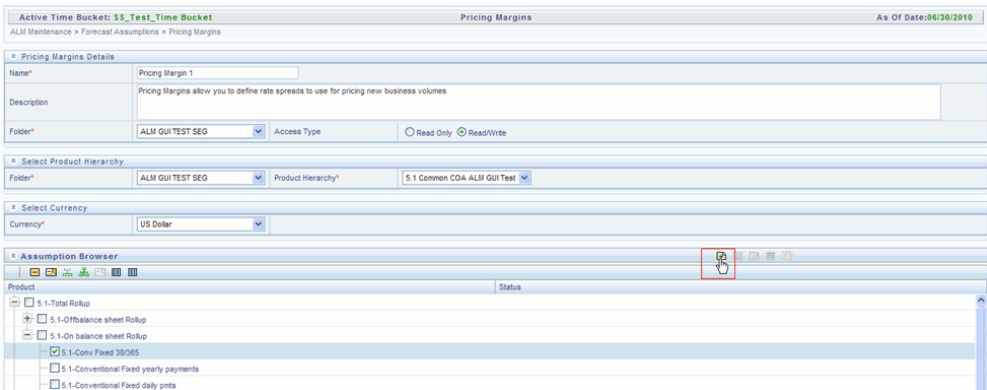 Active Time Bucket: SS_Test_Time Bucket Pricing Margins As Of Date:06/30/2010
ALM Maintenance > Forecast Assumptions > Pricing Margins
Pricing Margins Details
Name* Pricing Margin 1
Description Pricing Margins allow you to define rate spreads to use for pricing new business volumes
Folder* ALM GUI TEST SEG Access Type Read Only Read/Write
Select Product Hierarchy
Folder* ALM GUI TEST SEG Product Hierarchy* 5.1 Common COA ALM GUI Test
Select Currency
Currency* US Dollar
Assumption Browser
Product Status
5.1-Total Rollup
5.1-Offbalance sheet Rollup
5.1-On balance sheet Rollup
5.1-Conv Fixed 30/365
5.1-Conventional Fixed yearly payments
5.1-Conventional Fixed daily pmts